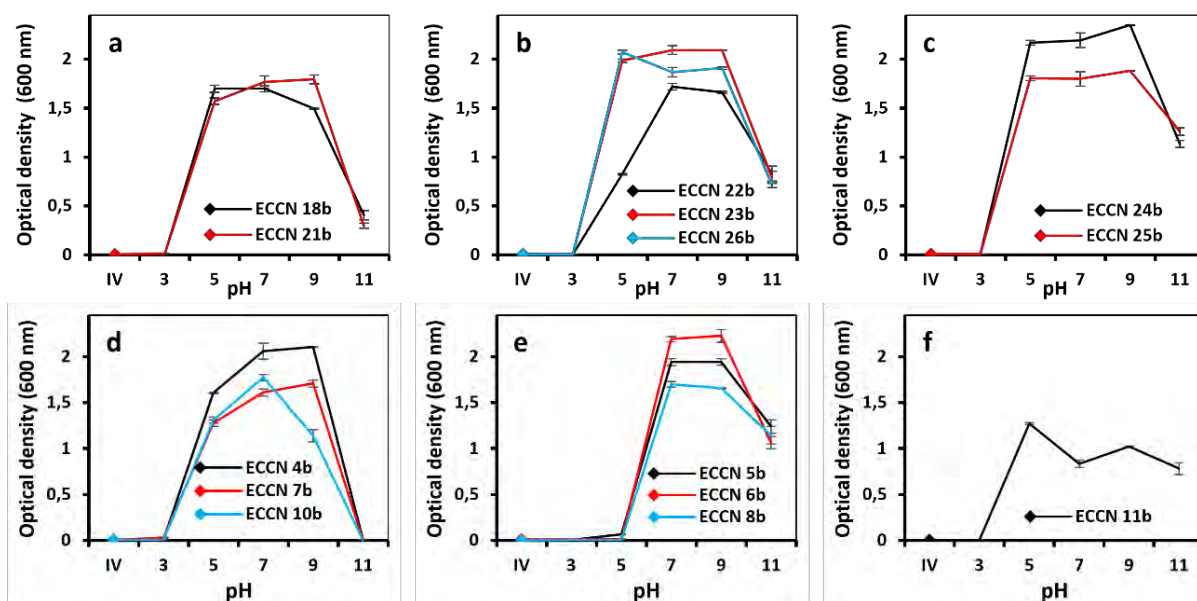 a
b
c
Optical density (600 nm)
2
1,5
1
0,5
0
ECCN 18b
ECCN 21b
IV 3 5 7 9 11
pH
Optical density (600 nm)
2
1,5
1
0,5
0
ECCN 22b
ECCN 23b
ECCN 26b
IV 3 5 7 9 11
pH
Optical density (600 nm)
2
1,5
1
0,5
0
ECCN 24b
ECCN 25b
IV 3 5 7 9 11
pH
d
e
f
Optical density (600 nm)
2
1,5
1
0,5
0
ECCN 4b
ECCN 7b
ECCN 10b
IV 3 5 7 9 11
pH
Optical density (600 nm)
2
1,5
1
0,5
0
ECCN 5b
ECCN 6b
ECCN 8b
IV 3 5 7 9 11
pH
Optical density (600 nm)
2
1,5
1
0,5
0
ECCN 11b
IV 3 5 7 9 11
pH